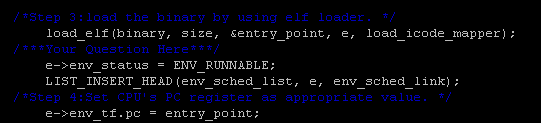 /*Step 3:load the binary by using elf loader. */
load_elf(binary, size, &entry_point, e, load_icode_mapper);
/***Your Question Here***/
e->env_status = ENV_RUNNABLE;
LIST_INSERT_HEAD(env_sched_list, e, env_sched_link);
/*Step 4:Set CPU's PC register as appropriate value. */
e->env_tf.pc = entry_point;